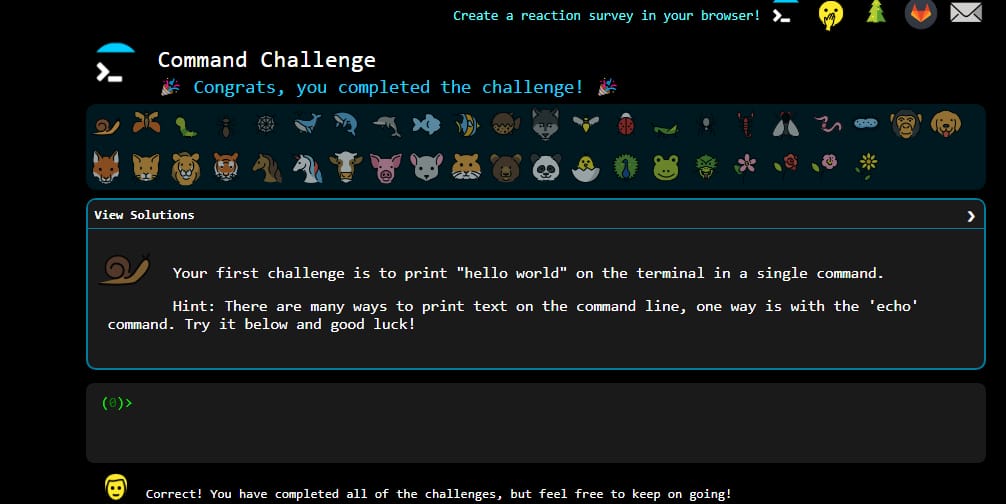 Create a reaction survey in your browser!
Command Challenge
Congrats, you completed the challenge!
View Solutions
Your first challenge is to print "hello world" on the terminal in a single command.
Hint: There are many ways to print text on the command line, one way is with the 'echo'
command. Try it below and good luck!
(0)>
Correct! You have completed all of the challenges, but feel free to keep on going!